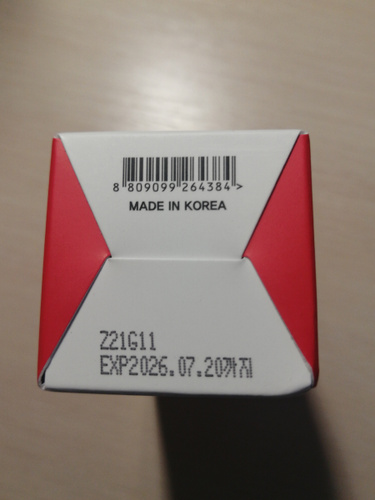 8 809099 264384 >
MADE IN KOREA
Z21G11
EXP2026.07.20까지